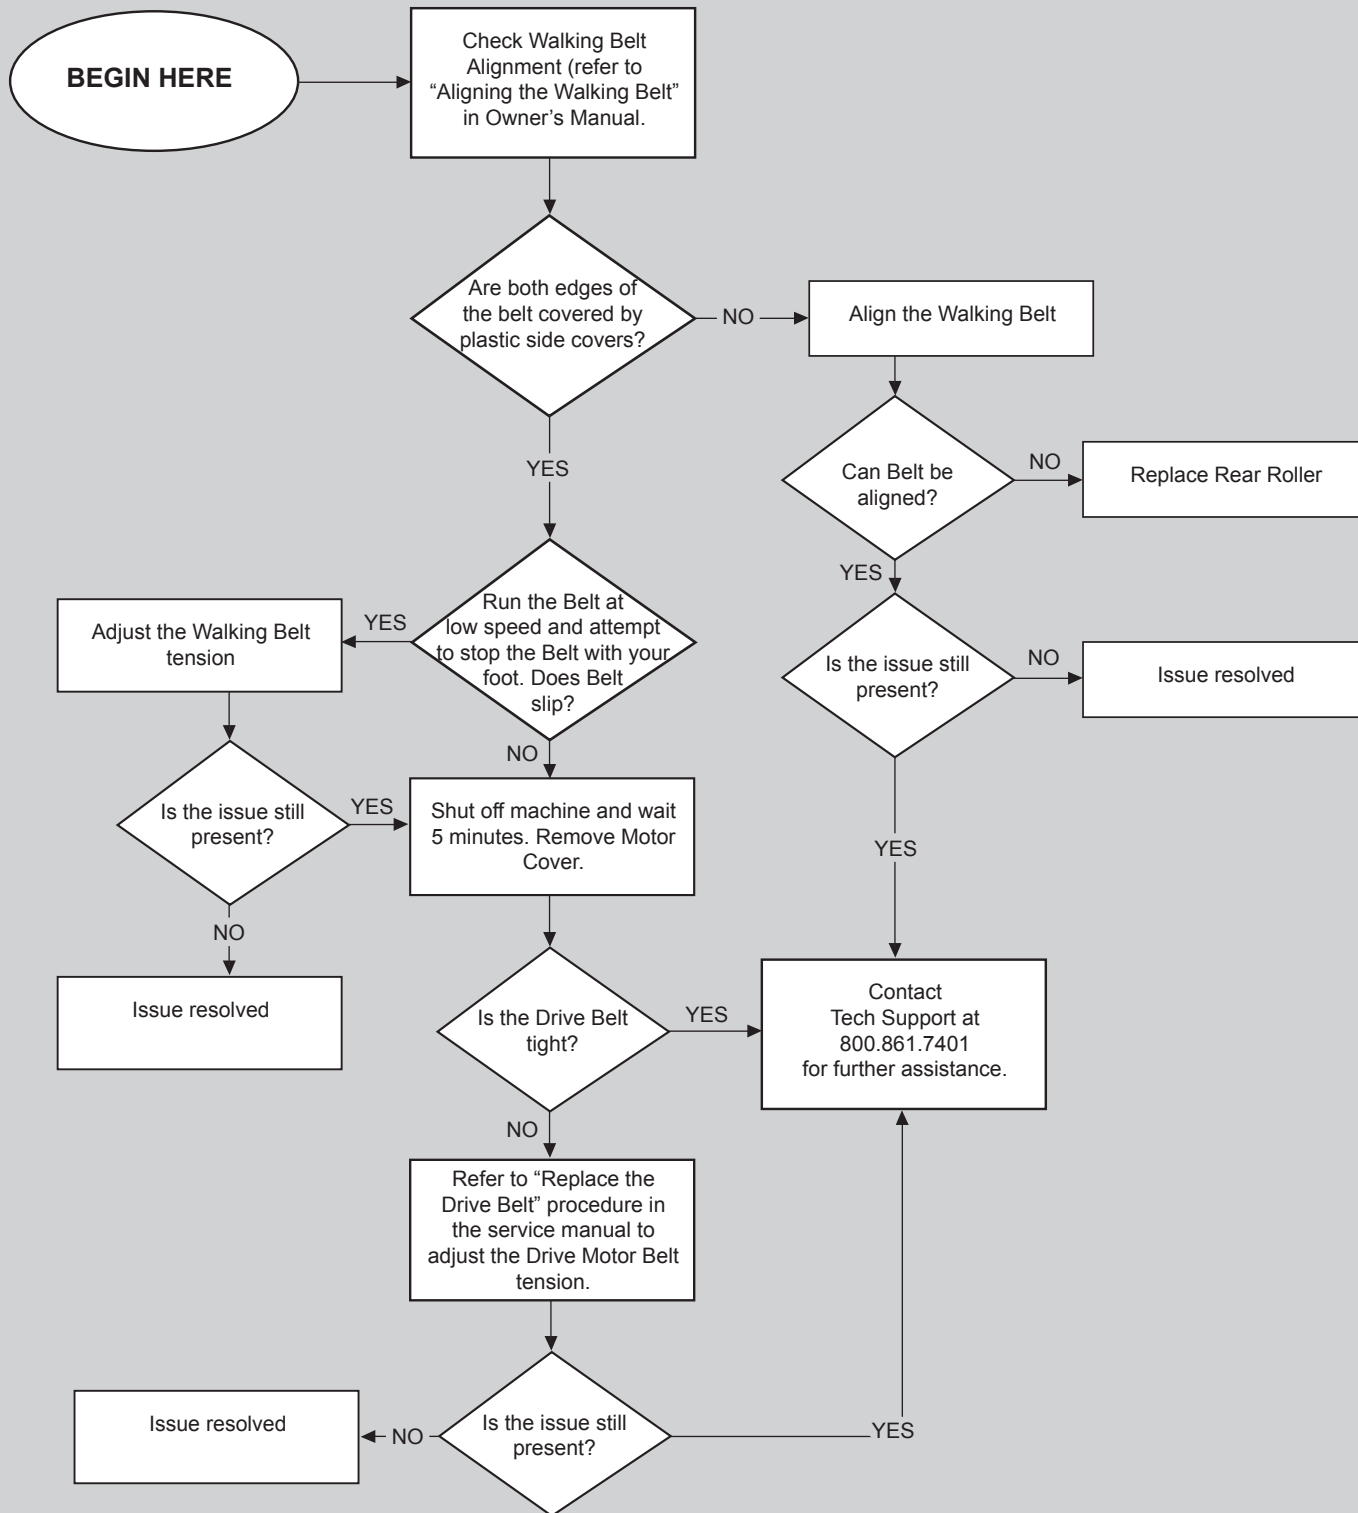 BEGIN HERE
Check Walking Belt
Alignment (refer to
“Aligning the Walking Belt”
in Owner’s Manual.
Are both edges of
the belt covered by
plastic side covers?
NO
Align the Walking Belt
YES
Can Belt be
aligned?
NO
Replace Rear Roller
YES
Run the Belt at
low speed and attempt
to stop the Belt with your
foot. Does Belt
slip?
YES
Adjust the Walking Belt
tension
Is the issue still
present?
NO
Issue resolved
NO
Is the issue still
present?
YES
Shut off machine and wait
5 minutes. Remove Motor
Cover.
YES
NO
Issue resolved
Is the Drive Belt
tight?
YES
Contact
Tech Support at
800.861.7401
for further assistance.
NO
Refer to “Replace the
Drive Belt” procedure in
the service manual to
adjust the Drive Motor Belt
tension.
Is the issue still
present?
NO
Issue resolved
YES